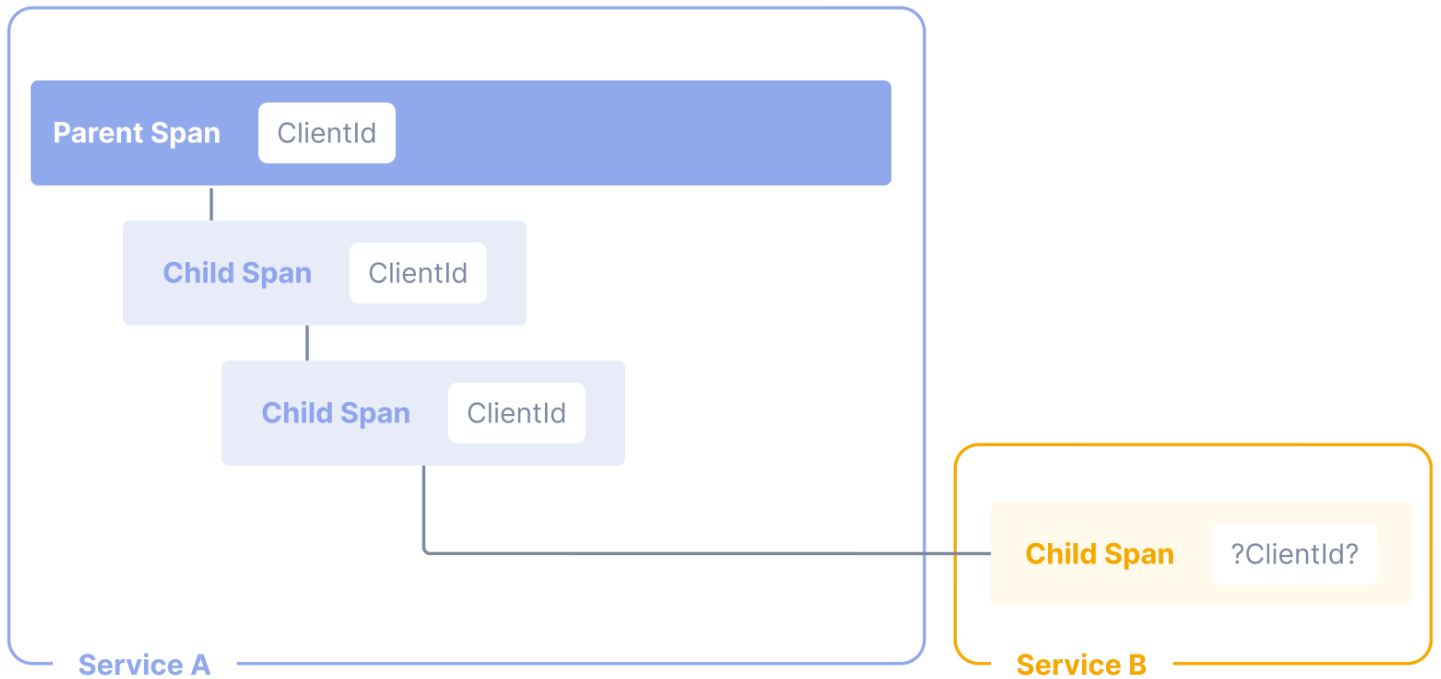 Parent Span ClientId
Child Span ClientId
Child Span ClientId
Child Span ?ClientId?
Service A
Service B